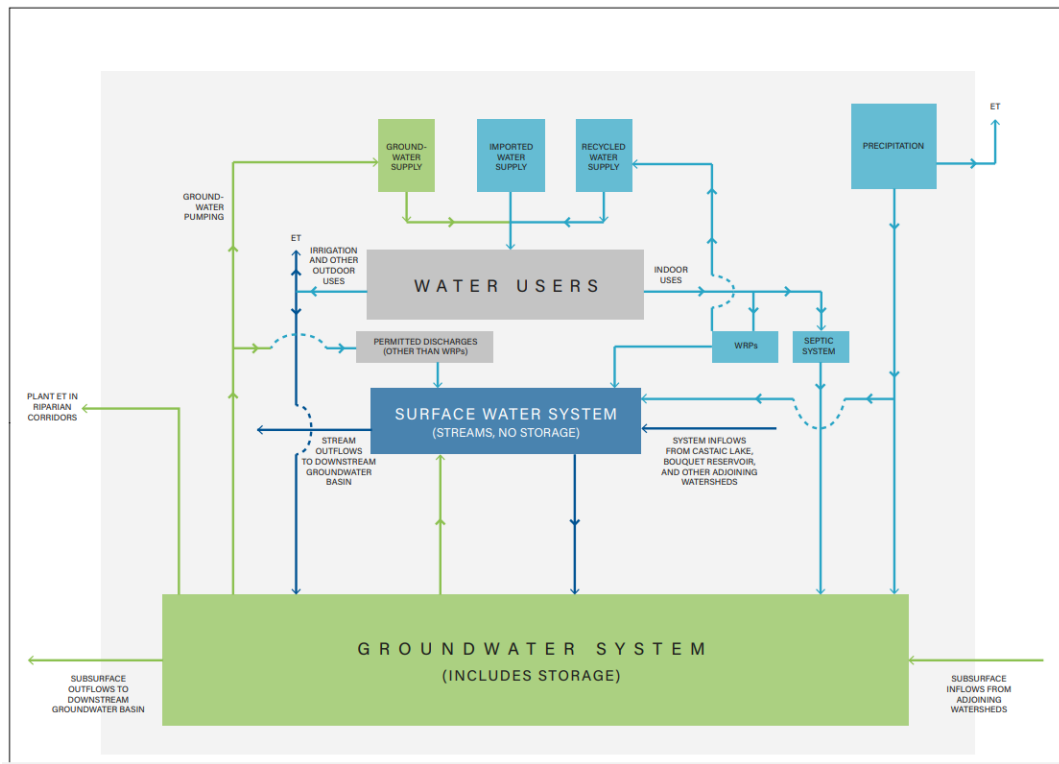 ET
GROUND-
WATER
SUPPLY
IMPORTED
WATER
SUPPLY
RECYCLED
WATER
SUPPLY
PRECIPITATION
GROUND-
WATER
PUMPING
ET
IRRIGATION
AND OTHER
OUTDOOR
USES
WATER USERS
INDOOR
USES
PERMITTED DISCHARGES
(OTHER THAN WRPs)
WRPs
SEPTIC
SYSTEM
PLANT ET IN
RIPARIAN
CORRIDORS
SURFACE WATER SYSTEM
(STREAMS, NO STORAGE)
STREAM
OUTFLOWS
TO DOWNSTREAM
GROUNDWATER
BASIN
SYSTEM INFLOWS
FROM CASTAIC LAKE,
BOUQUET RESERVOIR,
AND OTHER ADJOINING
WATERSHEDS
GROUNDWATER SYSTEM
(INCLUDES STORAGE)
SUBSURFACE
OUTFLOWS TO
DOWNSTREAM
GROUNDWATER BASIN
SUBSURFACE
INFLOWS FROM
ADJOINING
WATERSHEDS